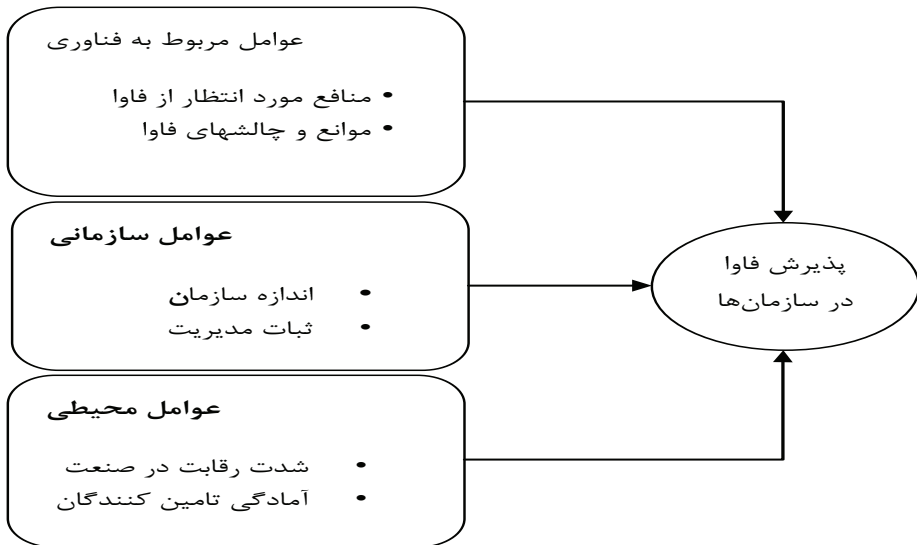 عوامل مربوط به فناوری
• منافع مورد انتظار از فاوا
• موانع و چالشهای فاوا
عوامل سازمانی
• اندازه سازمان
• ثبات مدیریت
عوامل محیطی
• شدت رقابت در صنعت
• آمادگی تامین کنندگان
پذیرش فاوا
در سازمان‌ها